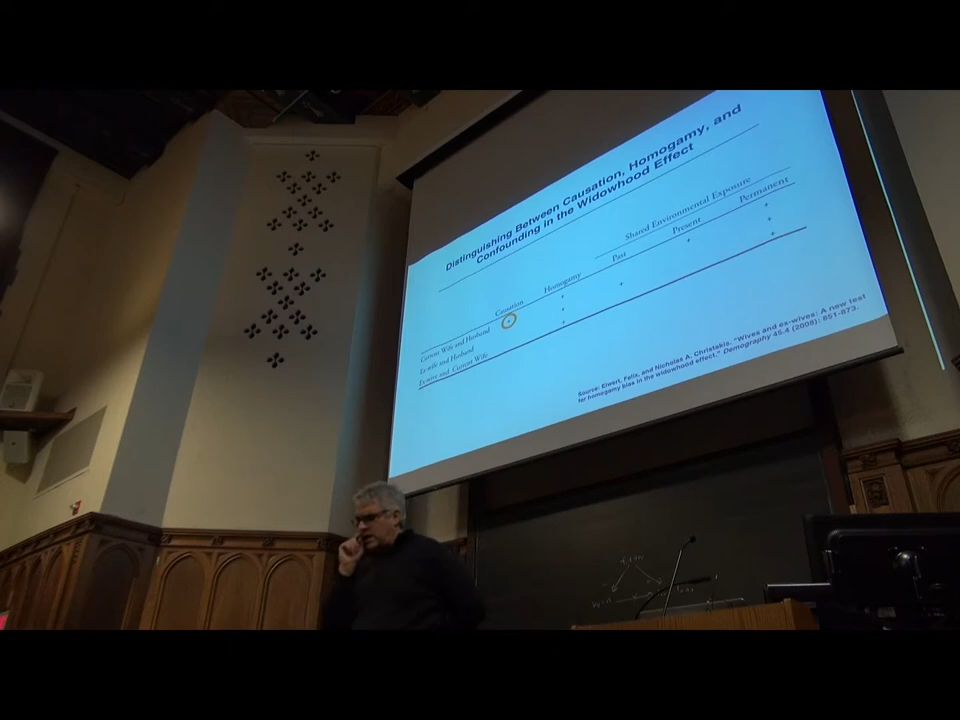 Distinguishing Between Causation, Homogamy, and
Confounding in the Widowhood Effect
Shared Environmental Exposure
Causation Homogamy Past Present Permanent
Current Wife and Husband + + +
Ex-wife and Husband + + +
Ex-wife and Current Wife + + +
Source: Elwert, Felix, and Nicholas A. Christakis. "Wives and ex-wives: A new test
for homogamy bias in the widowhood effect." Demography 45.4 (2008): 851-873.